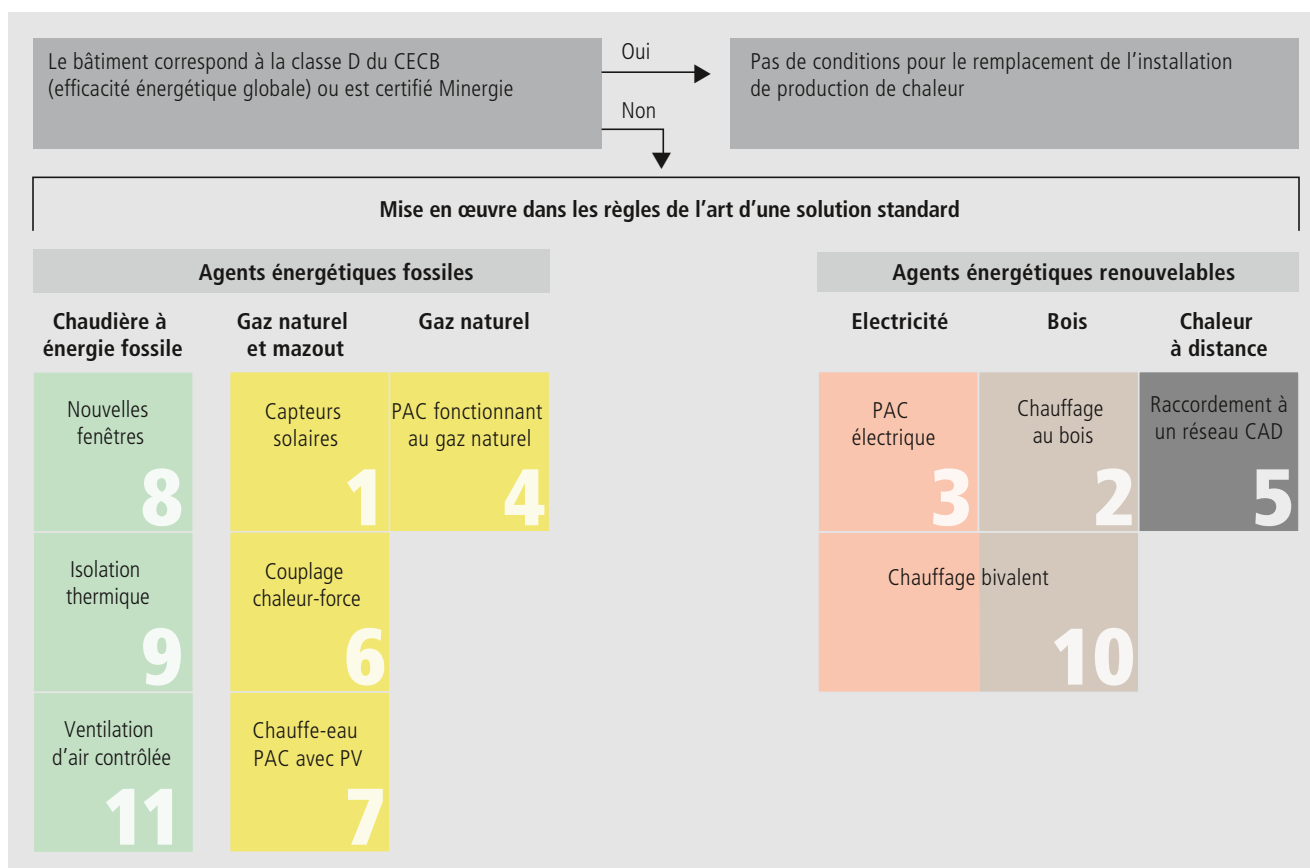 Le bâtiment correspond à la classe D du CECB
(efficacité énergétique globale) ou est certifié Minergie
Oui
Non
Pas de conditions pour le remplacement de l'installation
de production de chaleur
Mise en œuvre dans les règles de l'art d'une solution standard
Agents énergétiques fossiles
Chaudière à
énergie fossile
Gaz naturel
et mazout
Gaz naturel
Nouvelles
fenêtres
8
Capteurs
solaires
1
PAC fonctionnant
au gaz naturel
4
Isolation
thermique
9
Couplage
chaleur-force
6
Ventilation
d'air contrôlée
11
Chauffe-eau
PAC avec PV
7
Agents énergétiques renouvelables
Electricité
Bois
Chaleur
à distance
PAC
électrique
3
Chauffage
au bois
2
Raccordement à
un réseau CAD
5
Chauffage bivalent
10